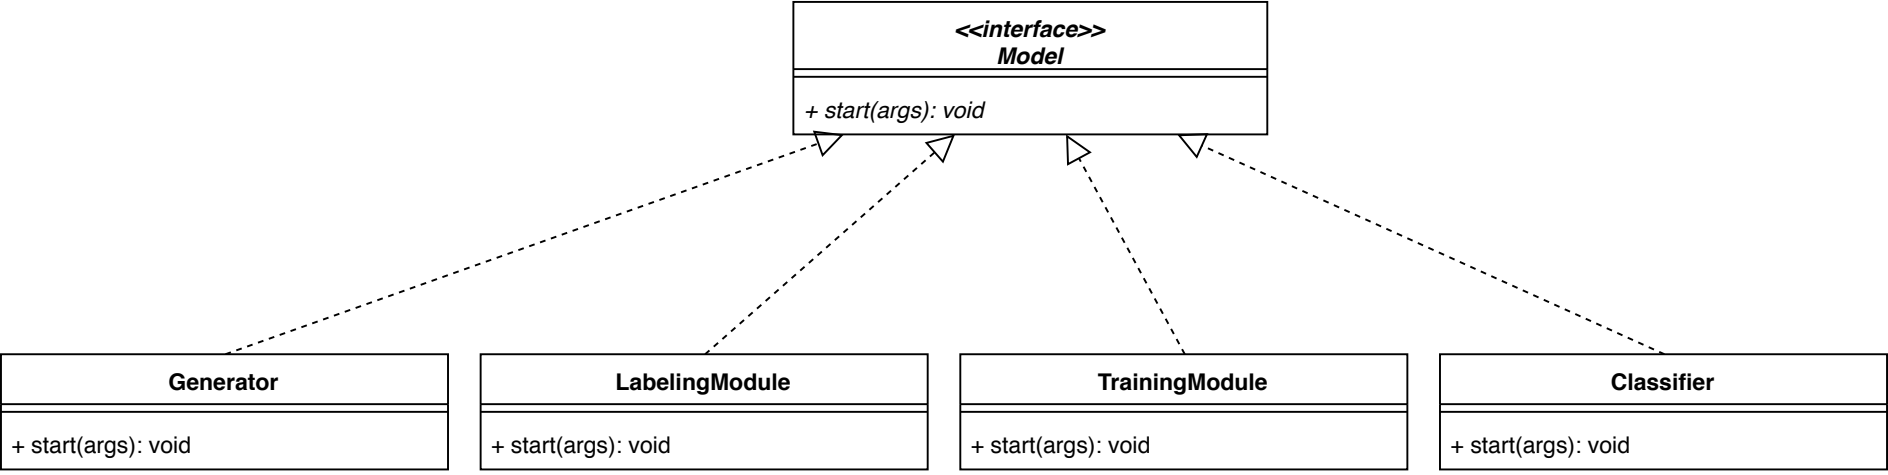 <<interface>>
Model
+ start(args): void
Generator
+ start(args): void
LabelingModule
+ start(args): void
TrainingModule
+ start(args): void
Classifier
+ start(args): void